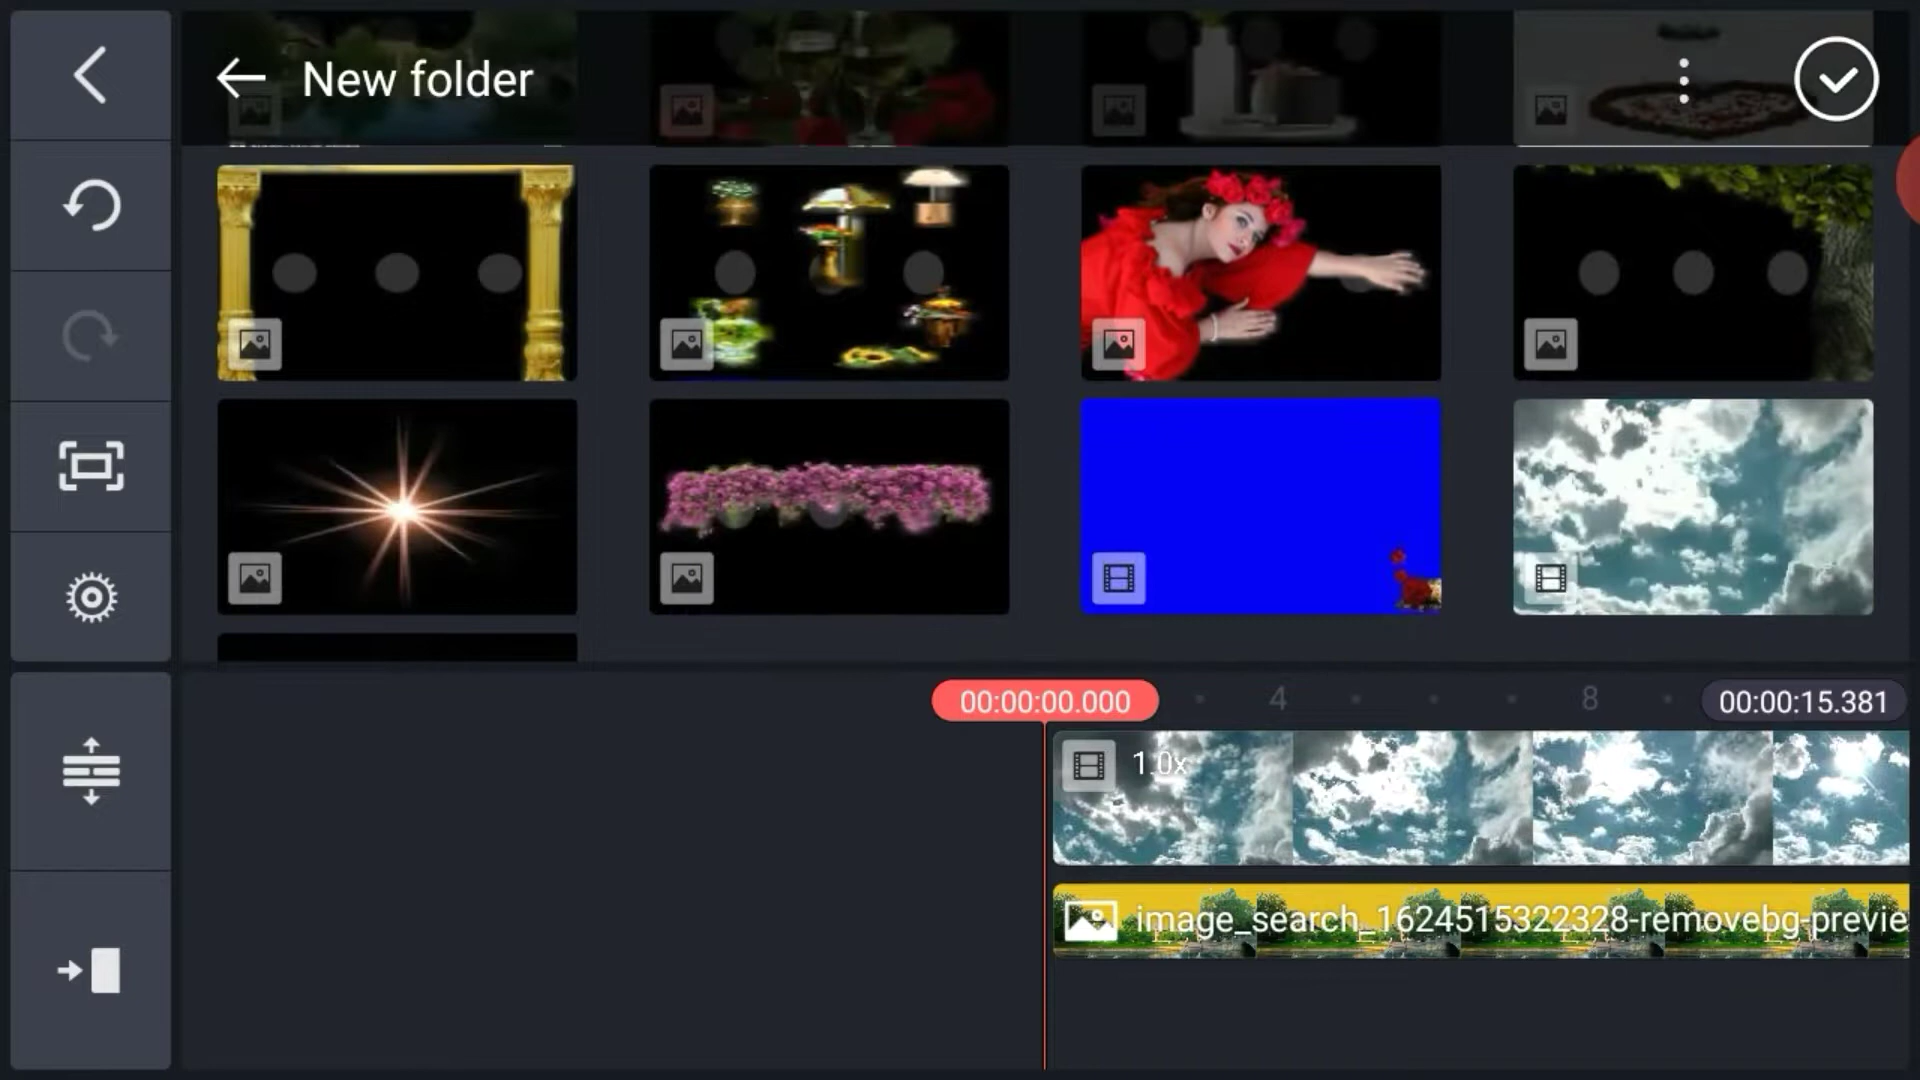 New folder
00:00:00.000
4
8
00:00:15.381
1.0x
image_search_1624515322328-removebg-previe